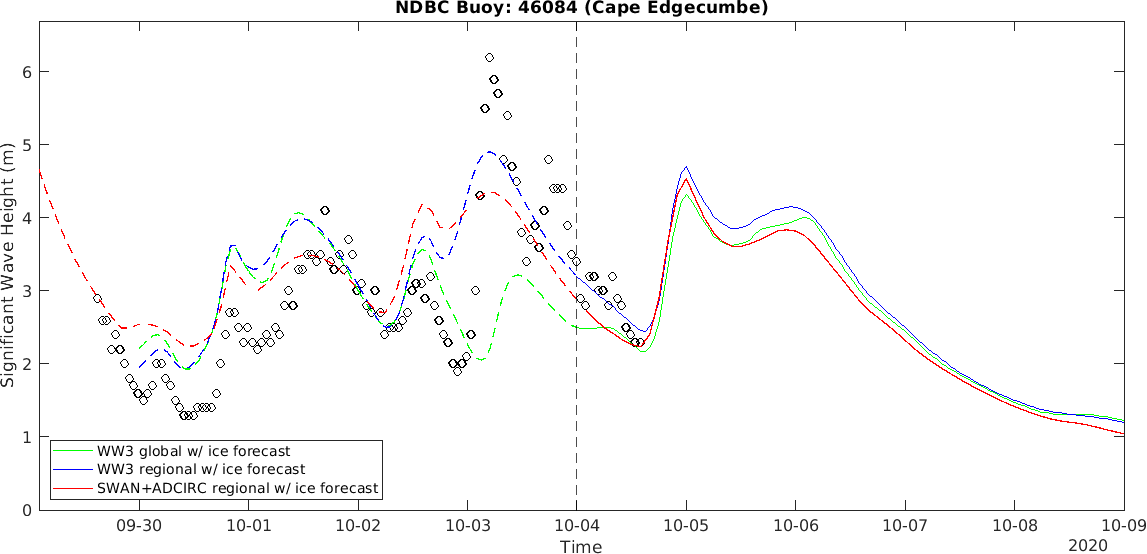 NDBC Buoy: 46084 (Cape Edgecumbe)
Significant Wave Height (m)
6
5
4
3
2
1
0
WW3 global w/ ice forecast
WW3 regional w/ ice forecast
SWAN+ADCIRC regional w/ ice forecast
09-30 10-01 10-02 10-03 10-04 10-05 10-06 10-07 10-08 10-09
Time
2020